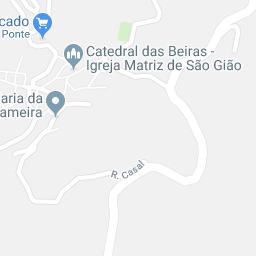 cado
Ponte
Catedral das Beiras -
Igreja Matriz de São Gião
aria da
ameira
R. Casal